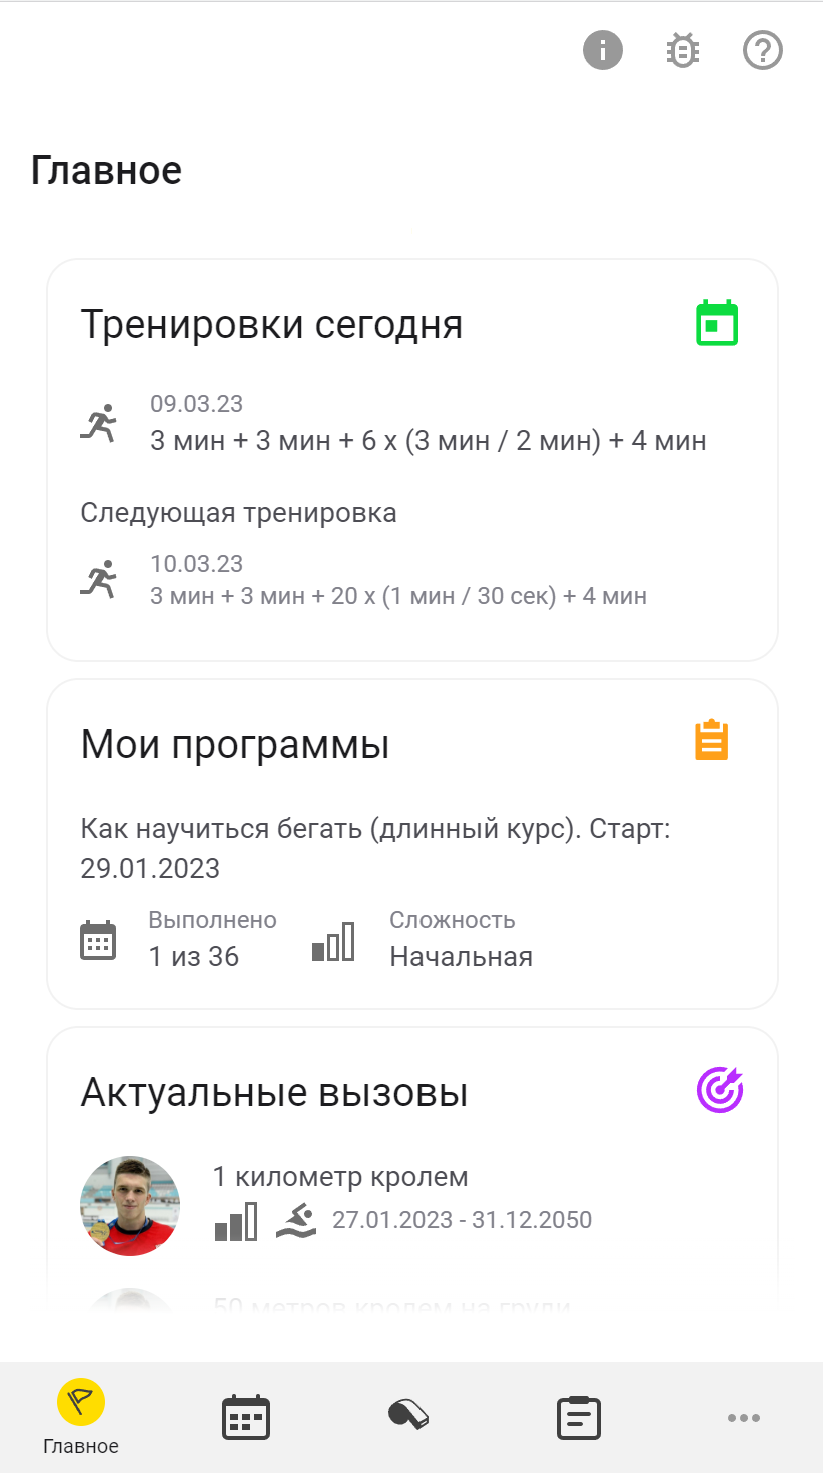 Главное
Тренировки сегодня
09.03.23
3 мин + 3 мин + 6 x (3 мин / 2 мин) + 4 мин
Следующая тренировка
10.03.23
3 мин + 3 мин + 20 x (1 мин / 30 сек) + 4 мин
Мои программы
Как научиться бегать (длинный курс). Старт:
29.01.2023
Выполнено
Сложность
1 из 36
Начальная
Актуальные вызовы
1 километр кролем
27.01.2023 - 31.12.2050
50 метров кролем на груди
Главное